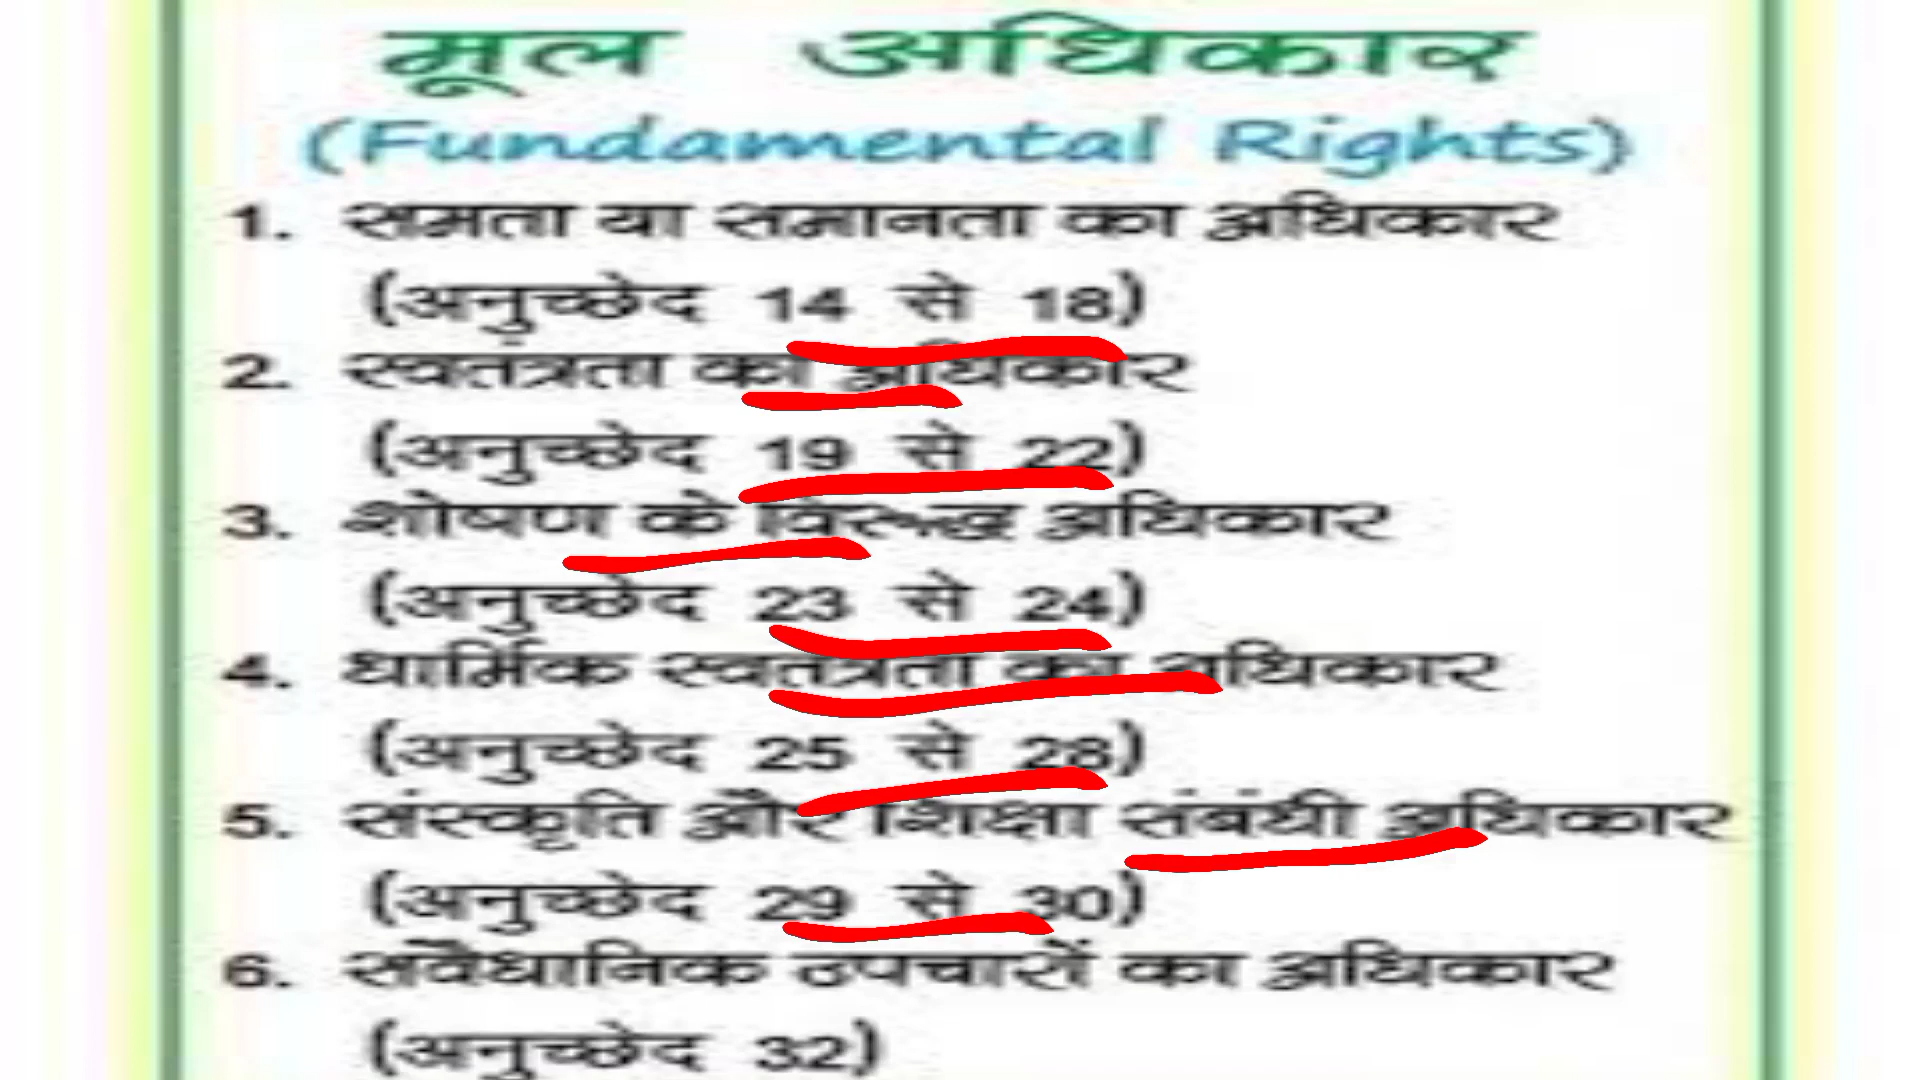 मूल अधिकार
(Fundamental Rights)
1. समता या समानता का अधिकार
(अनुच्छेद 14 से 18)
2. स्वतंत्रता का अधिकार
(अनुच्छेद 19 से 22)
3. शोषण के विरुद्ध अधिकार
(अनुच्छेद 23 से 24)
4. धार्मिक स्वतंत्रता का अधिकार
(अनुच्छेद 25 से 28)
5. संस्कृति और शिक्षा संबंधी अधिकार
(अनुच्छेद 29 से 30)
6. संवैधानिक उपचारों का अधिकार
(अनुच्छेद 32)